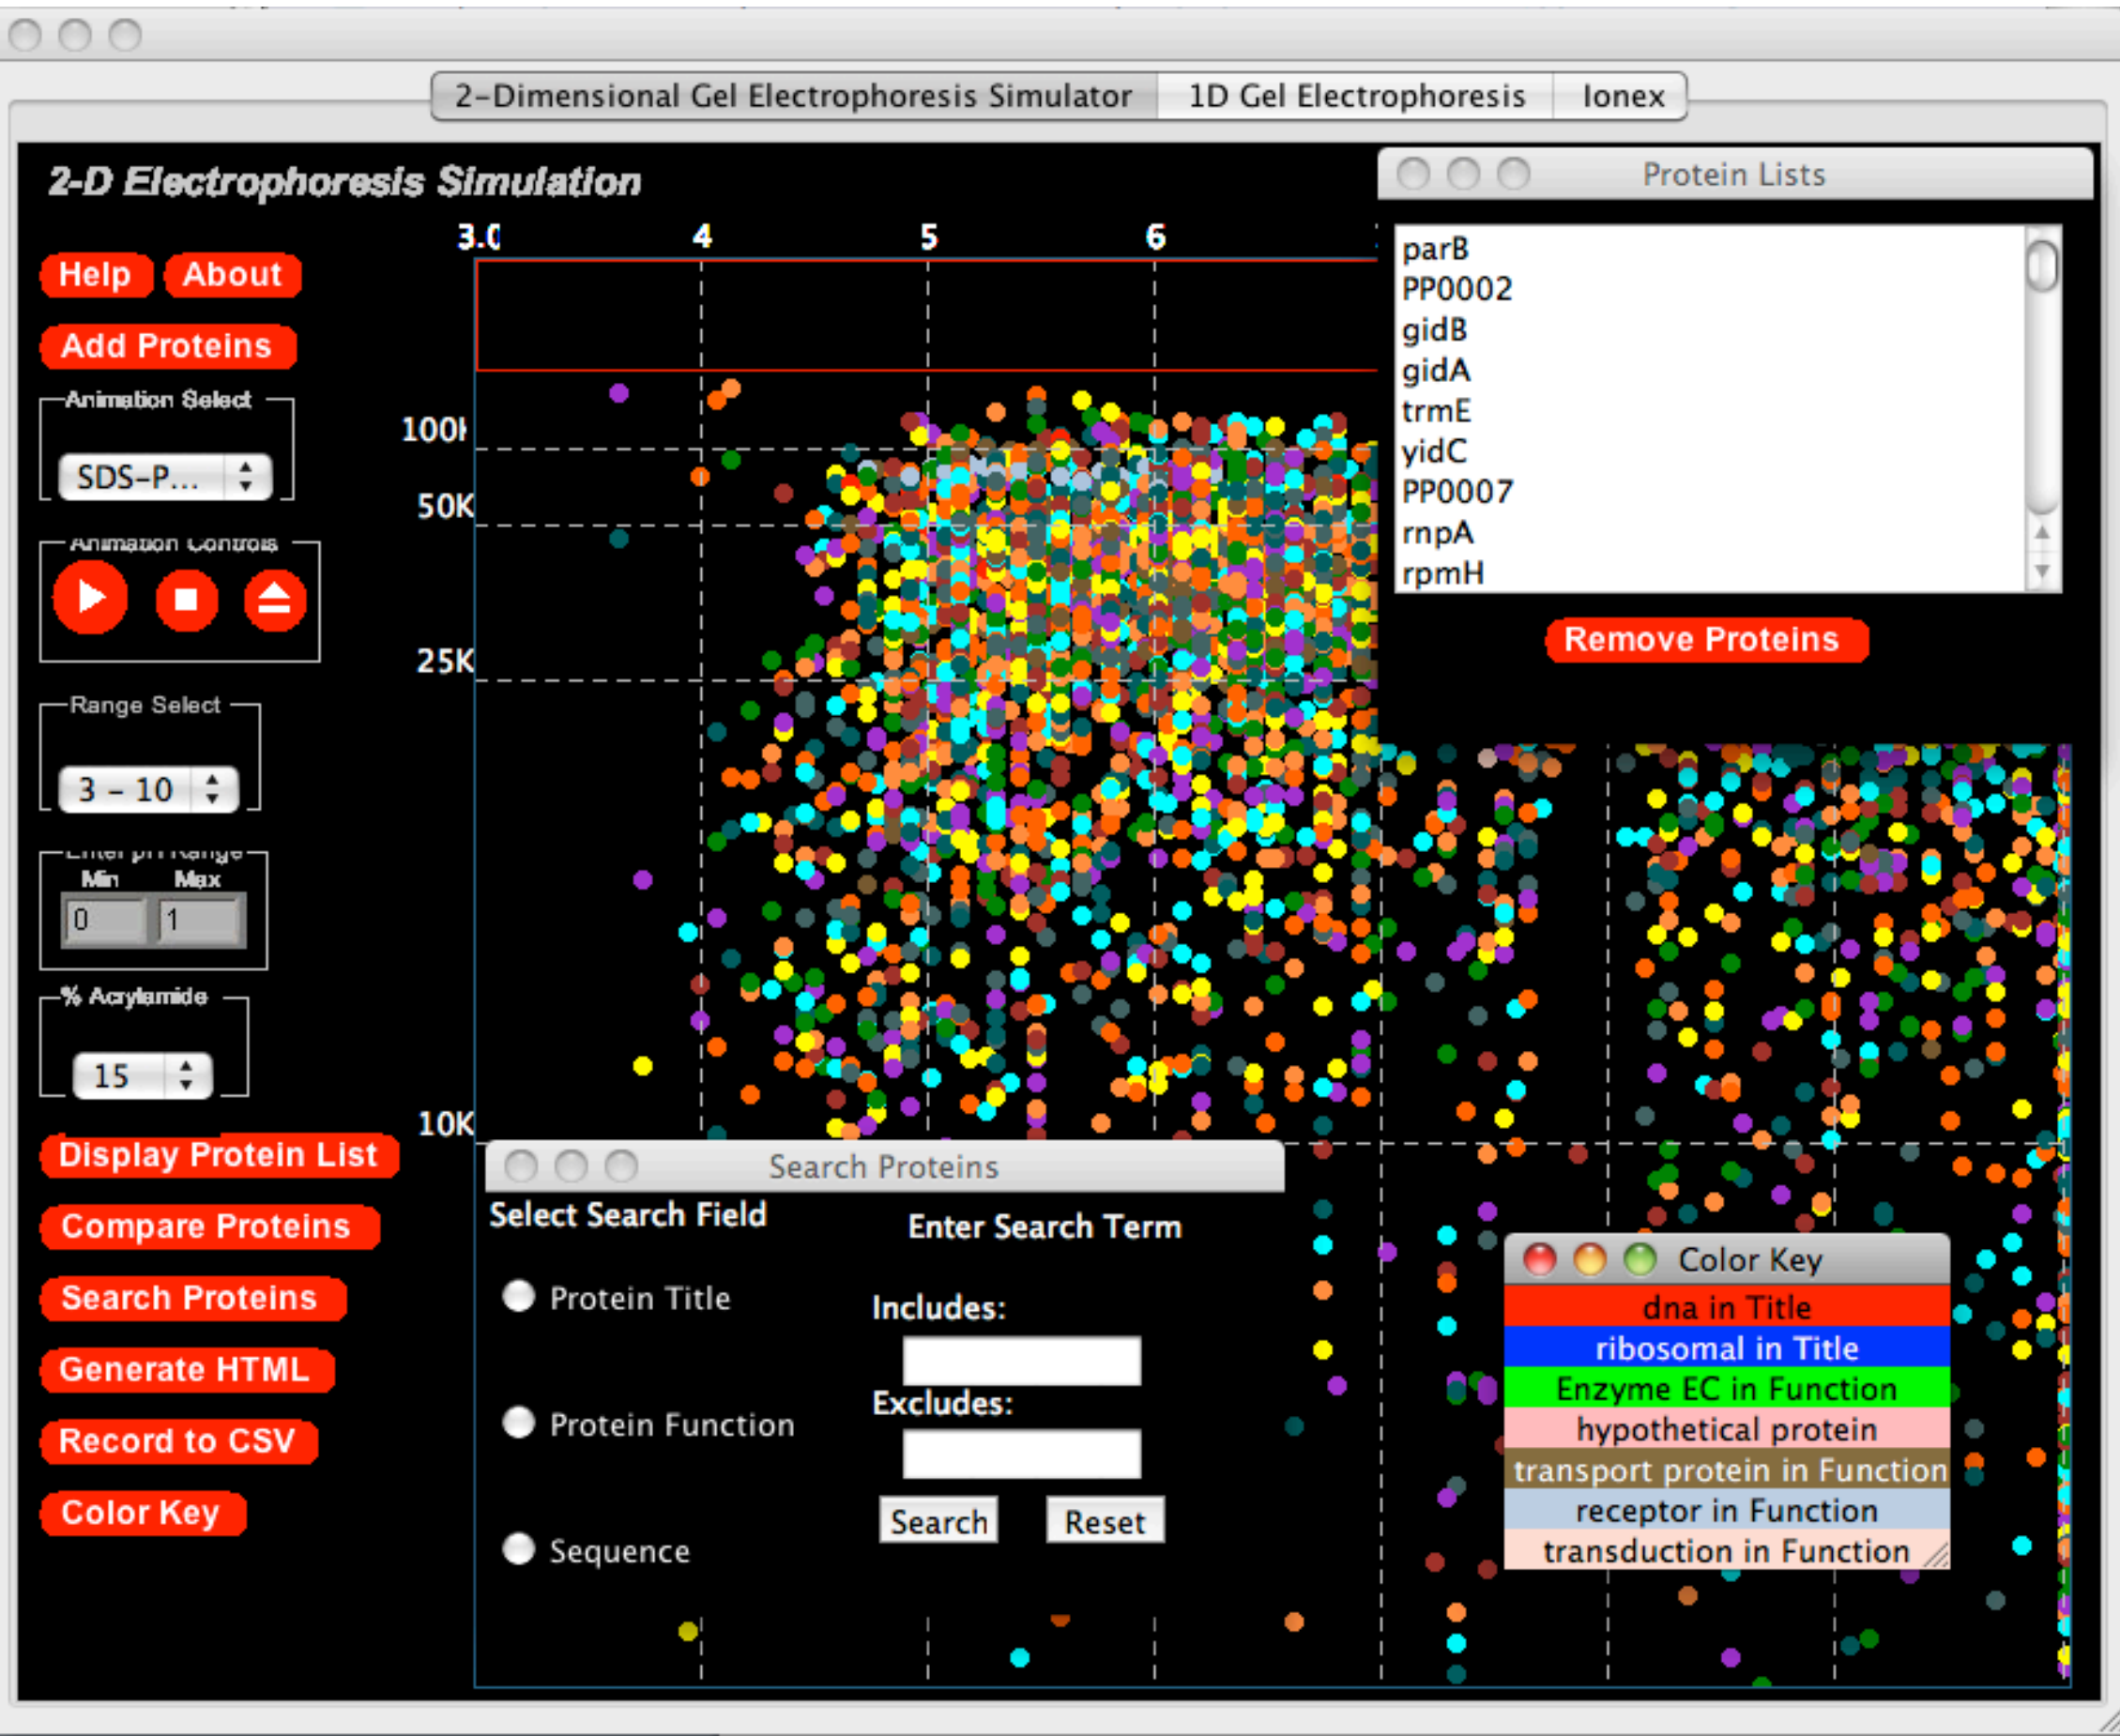 2-Dimensional Gel Electrophoresis Simulator
1D Gel Electrophoresis
Ionex
2-D Electrophoresis Simulation
Help
About
Add Proteins
Animation Select
SDS-P...
Animation Controls
Range Select
3 - 10
Enter pH Range
Min Max
0 1
% Acrylamide
15
Display Protein List
Compare Proteins
Search Proteins
Generate HTML
Record to CSV
Color Key
3.0 4 5 6
100K
50K
25K
10K
Protein Lists
parB
PP0002
gidB
gidA
trmE
yidC
PP0007
rnpA
rpmH
Remove Proteins
Search Proteins
Select Search Field
Protein Title
Protein Function
Sequence
Enter Search Term
Includes:
Excludes:
Search
Reset
Color Key
dna in Title
ribosomal in Title
Enzyme EC in Function
hypothetical protein
transport protein in Function
receptor in Function
transduction in Function